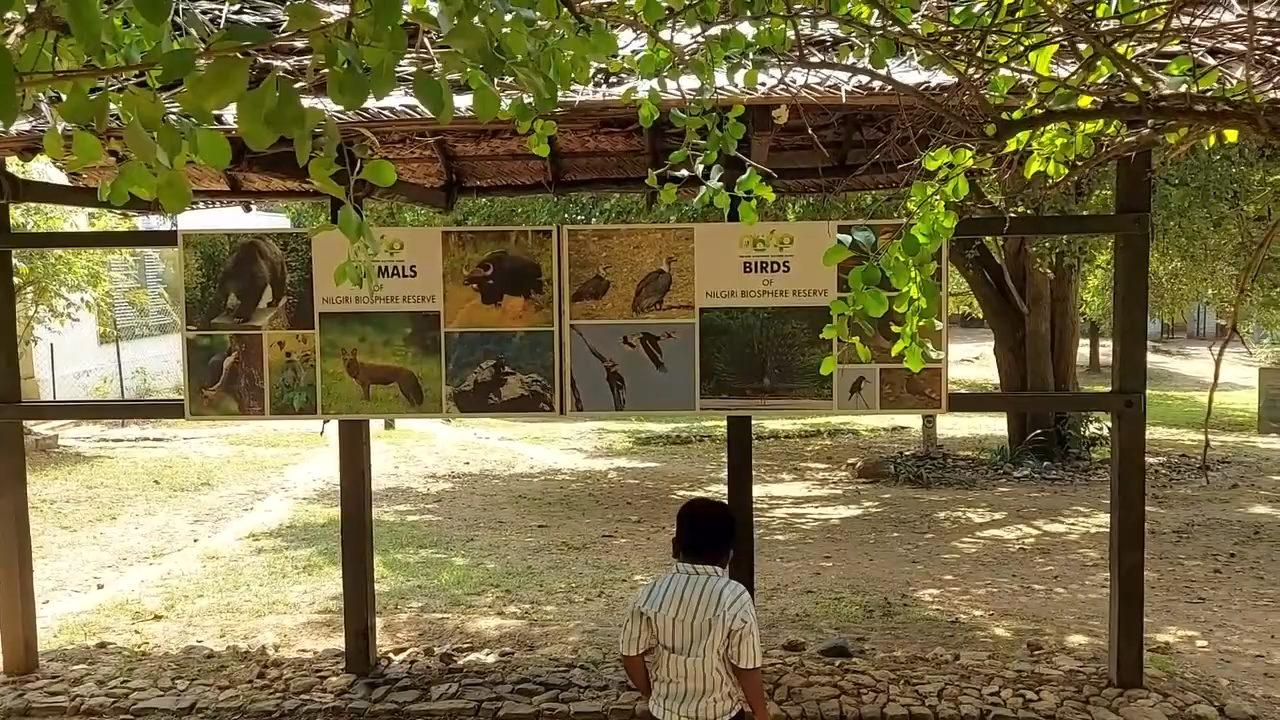 MALS
OF
NILGIRI BIOSPHERE RESERVE
BIRDS
OF
NILGIRI BIOSPHERE RESERVE